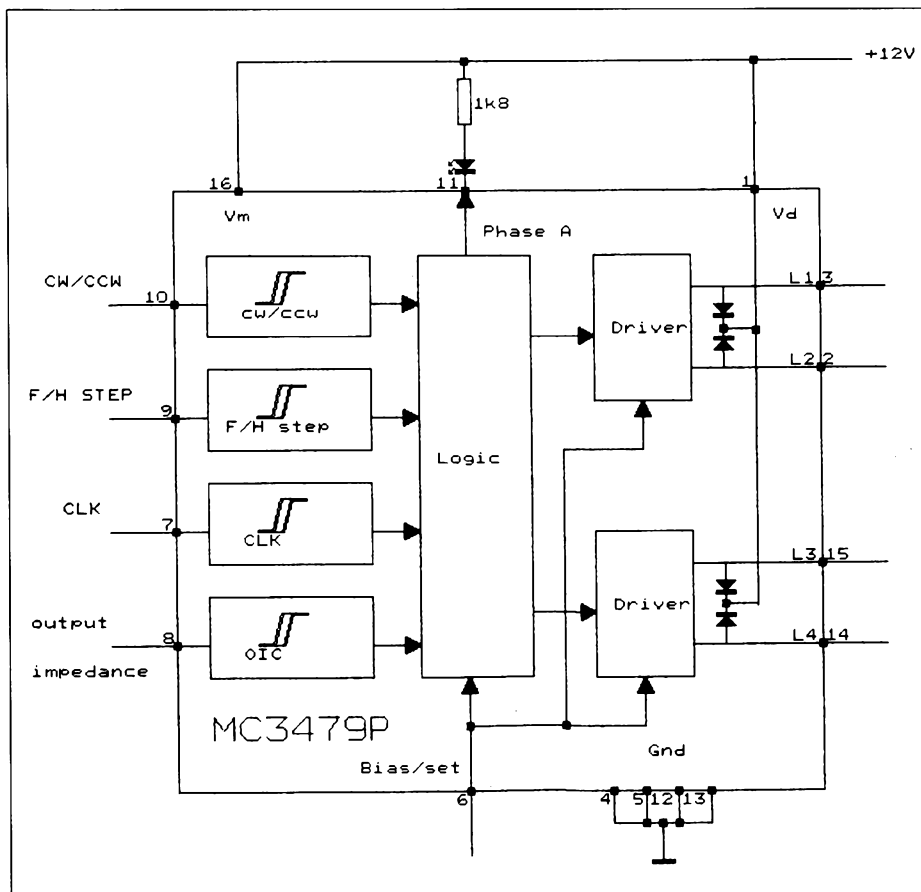 +12V
1k8
16
11
1
Vm
Phase A
Vd
CW/CCW
10
cw/ccw
L1 3
Driver
L2 2
F/H STEP
9
F/H step
Logic
CLK
7
CLK
L3 15
Driver
output
8
impedance
OIC
L4 14
MC3479P
Gnd
Bias/set
6
4
5
12
13